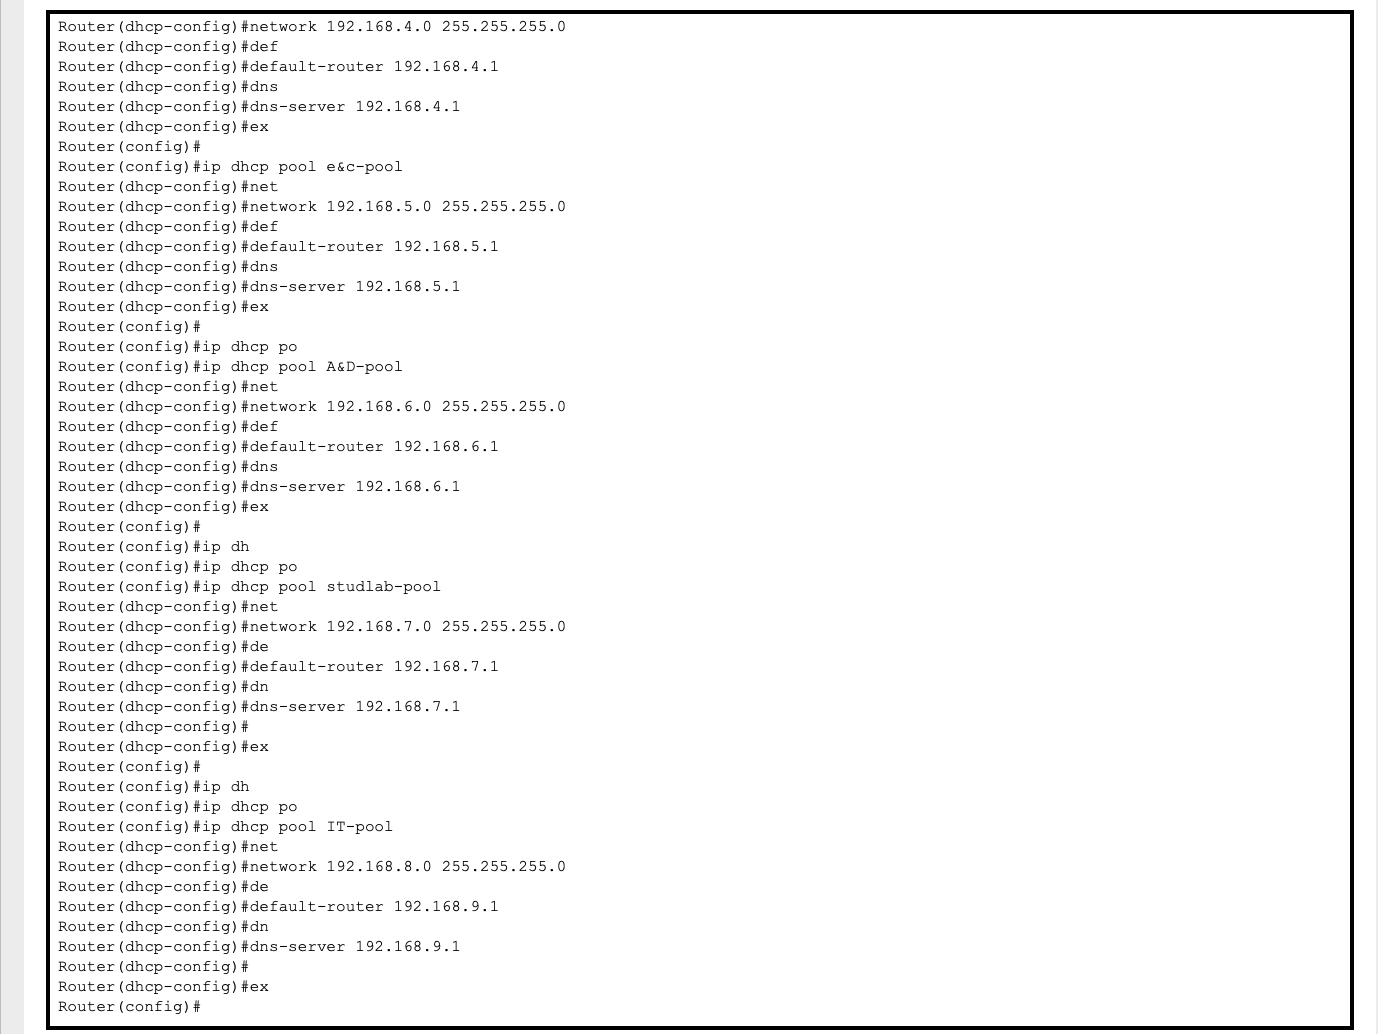 Router(dhcp-config)#network 192.168.4.0 255.255.255.0
Router(dhcp-config)#def
Router(dhcp-config)#default-router 192.168.4.1
Router(dhcp-config)#dns
Router(dhcp-config)#dns-server 192.168.4.1
Router(dhcp-config)#ex
Router(config)#
Router(config)#ip dhcp pool e&c-pool
Router(dhcp-config)#net
Router(dhcp-config)#network 192.168.5.0 255.255.255.0
Router(dhcp-config)#def
Router(dhcp-config)#default-router 192.168.5.1
Router(dhcp-config)#dns
Router(dhcp-config)#dns-server 192.168.5.1
Router(dhcp-config)#ex
Router(config)#
Router(config)#ip dhcp po
Router(config)#ip dhcp pool A&D-pool
Router(dhcp-config)#net
Router(dhcp-config)#network 192.168.6.0 255.255.255.0
Router(dhcp-config)#def
Router(dhcp-config)#default-router 192.168.6.1
Router(dhcp-config)#dns
Router(dhcp-config)#dns-server 192.168.6.1
Router(dhcp-config)#ex
Router(config)#
Router(config)#ip dh
Router(config)#ip dhcp po
Router(config)#ip dhcp pool studlab-pool
Router(dhcp-config)#net
Router(dhcp-config)#network 192.168.7.0 255.255.255.0
Router(dhcp-config)#de
Router(dhcp-config)#default-router 192.168.7.1
Router(dhcp-config)#dn
Router(dhcp-config)#dns-server 192.168.7.1
Router(dhcp-config)#
Router(dhcp-config)#ex
Router(config)#
Router(config)#ip dh
Router(config)#ip dhcp po
Router(config)#ip dhcp pool IT-pool
Router(dhcp-config)#net
Router(dhcp-config)#network 192.168.8.0 255.255.255.0
Router(dhcp-config)#de
Router(dhcp-config)#default-router 192.168.9.1
Router(dhcp-config)#dn
Router(dhcp-config)#dns-server 192.168.9.1
Router(dhcp-config)#
Router(dhcp-config)#ex
Router(config)#